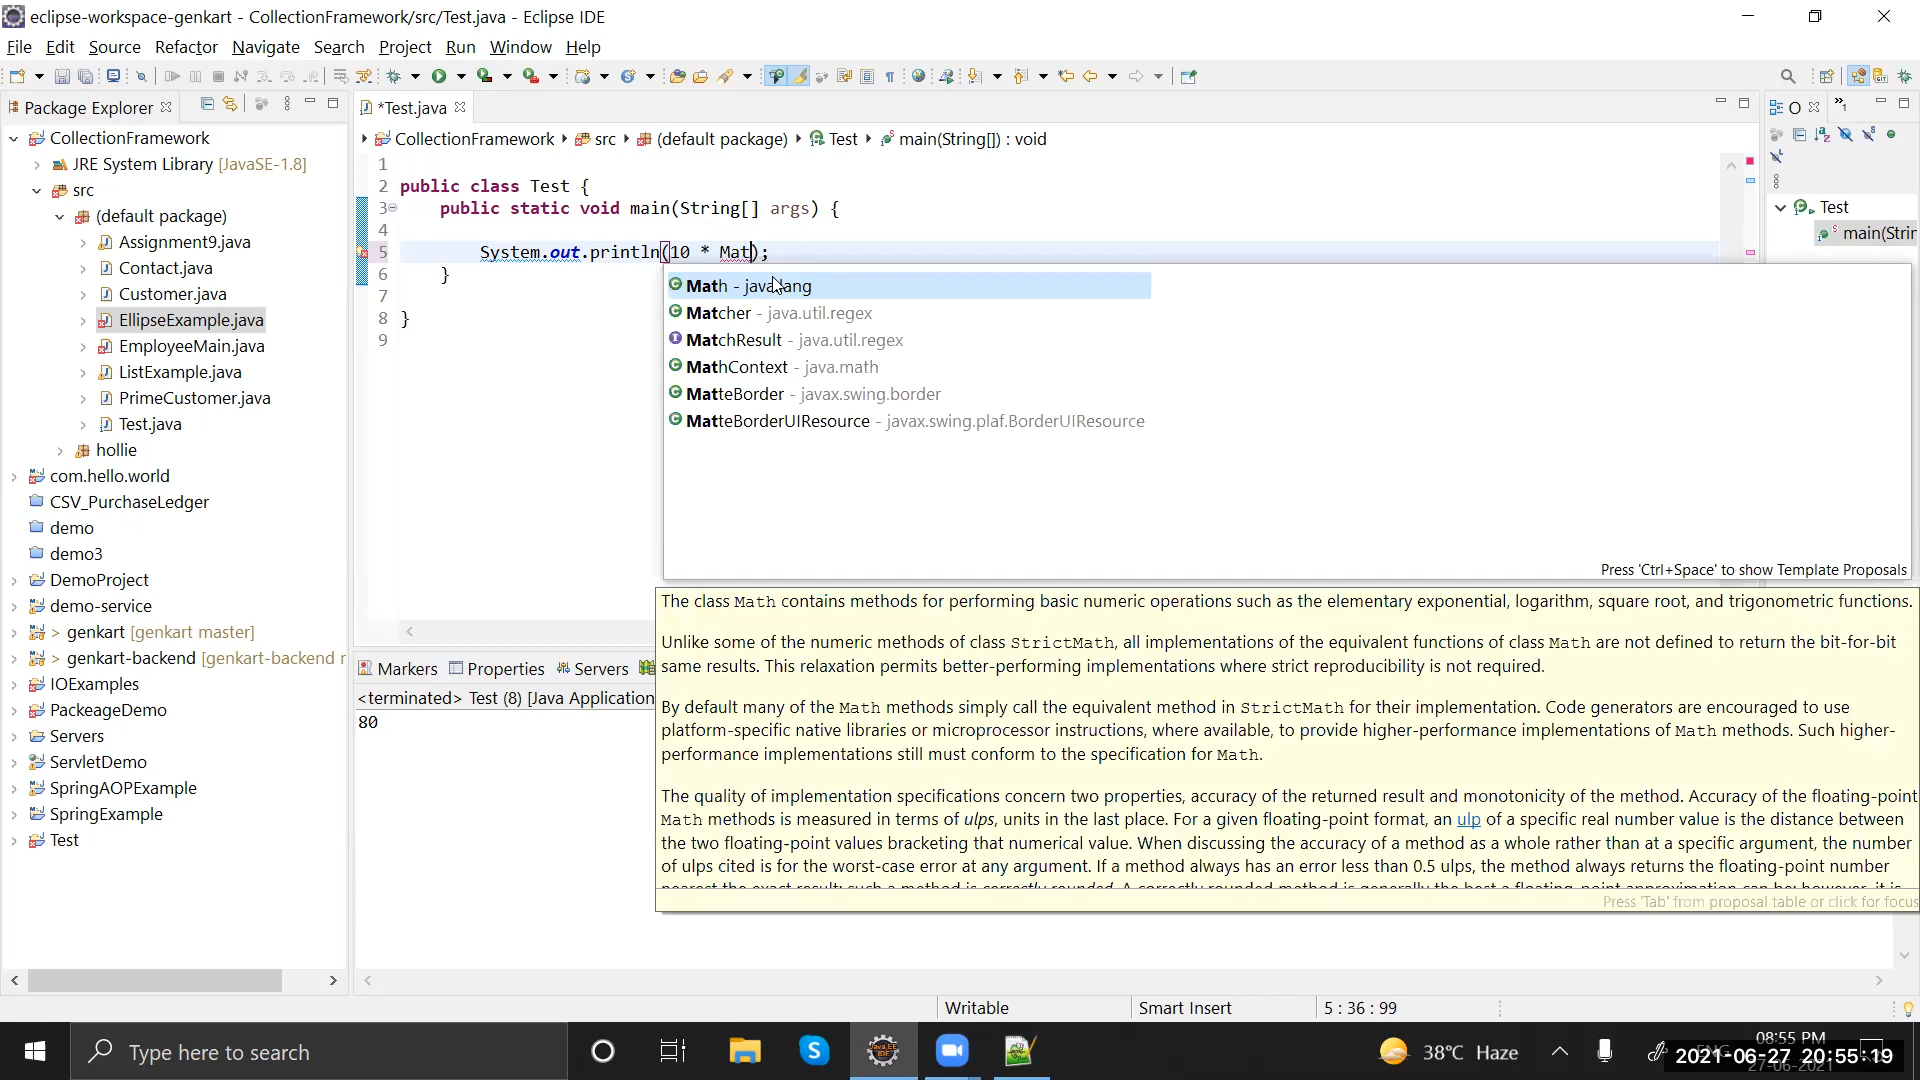 eclipse-workspace-genkart - CollectionFramework/src/Test.java - Eclipse IDE
File Edit Source Refactor Navigate Search Project Run Window Help
Package Explorer
CollectionFramework
JRE System Library [JavaSE-1.8]
src
(default package)
Assignment9.java
Contact.java
Customer.java
EllipseExample.java
EmployeeMain.java
ListExample.java
PrimeCustomer.java
Test.java
hollie
com.hello.world
CSV_PurchaseLedger
demo
demo3
DemoProject
demo-service
> genkart [genkart master]
> genkart-backend [genkart-backend r
IOExamples
PackeageDemo
Servers
ServletDemo
SpringAOPExample
SpringExample
Test
*Test.java
CollectionFramework src (default package) Test main(String[]) : void
1
2 public class Test {
3 public static void main(String[] args) {
4
5 System.out.println(10 * Mat);
6 }
7
8 }
9
Math - java.lang
Matcher - java.util.regex
MatchResult - java.util.regex
MathContext - java.math
MatteBorder - javax.swing.border
MatteBorderUIResource - javax.swing.plaf.BorderUIResource
Press 'Ctrl+Space' to show Template Proposals
The class Math contains methods for performing basic numeric operations such as the elementary exponential, logarithm, square root, and trigonometric functions.
Unlike some of the numeric methods of class StrictMath, all implementations of the equivalent functions of class Math are not defined to return the bit-for-bit
same results. This relaxation permits better-performing implementations where strict reproducibility is not required.
By default many of the Math methods simply call the equivalent method in StrictMath for their implementation. Code generators are encouraged to use
platform-specific native libraries or microprocessor instructions, where available, to provide higher-performance implementations of Math methods. Such higher-
performance implementations still must conform to the specification for Math.
The quality of implementation specifications concern two properties, accuracy of the returned result and monotonicity of the method. Accuracy of the floating-point
Math methods is measured in terms of ulps, units in the last place. For a given floating-point format, an ulp of a specific real number value is the distance between
the two floating-point values bracketing that numerical value. When discussing the accuracy of a method as a whole rather than at a specific argument, the number
of ulps cited is for the worst-case error at any argument. If a method always has an error less than 0.5 ulps, the method always returns the floating-point number
Press 'Tab' from proposal table or click for focus
O
Test
main(Strin
Markers Properties Servers
<terminated> Test (8) [Java Application
80
Writable Smart Insert 5 : 36 : 99
Type here to search
38°C Haze
08:55 PM
2021-06-27 20:55:19
27-06-2021